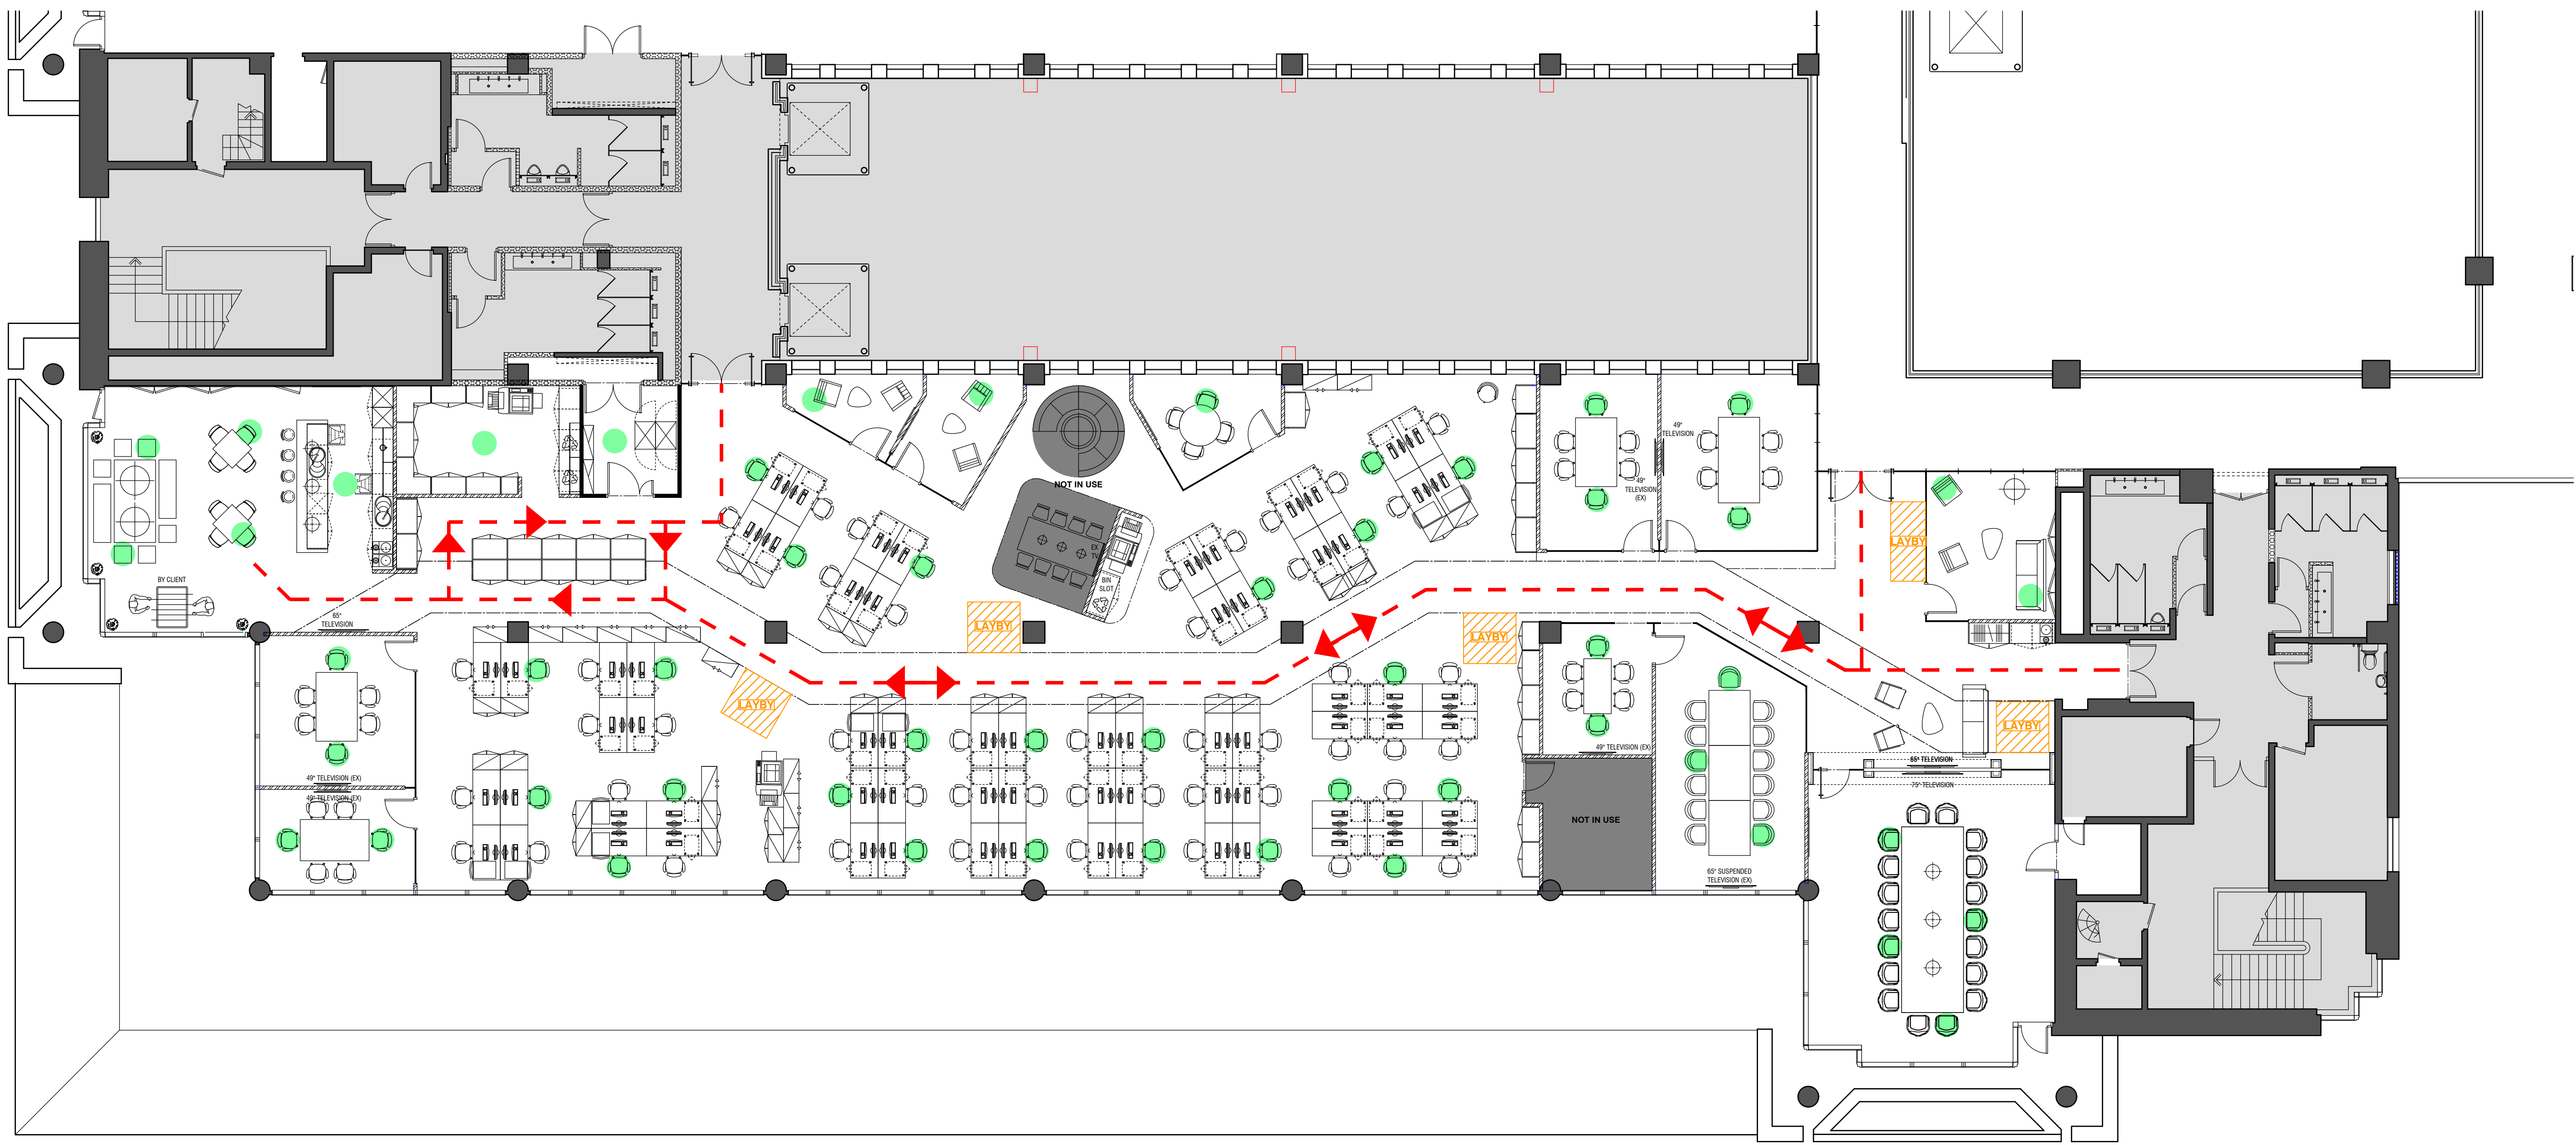 49"
TELEVISION
49"
TELEVISION
(EX)
NOT IN USE
EX
TV
BIN
SLOT
LAYBY
BY CLIENT
65"
TELEVISION
LAYBY
LAYBY
LAYBY
LAYBY
49" TELEVISION (EX)
49" TELEVISION (EX)
49" TELEVISION (EX)
65" TELEVISION
75" TELEVISION
NOT IN USE
65" SUSPENDED
TELEVISION (EX)